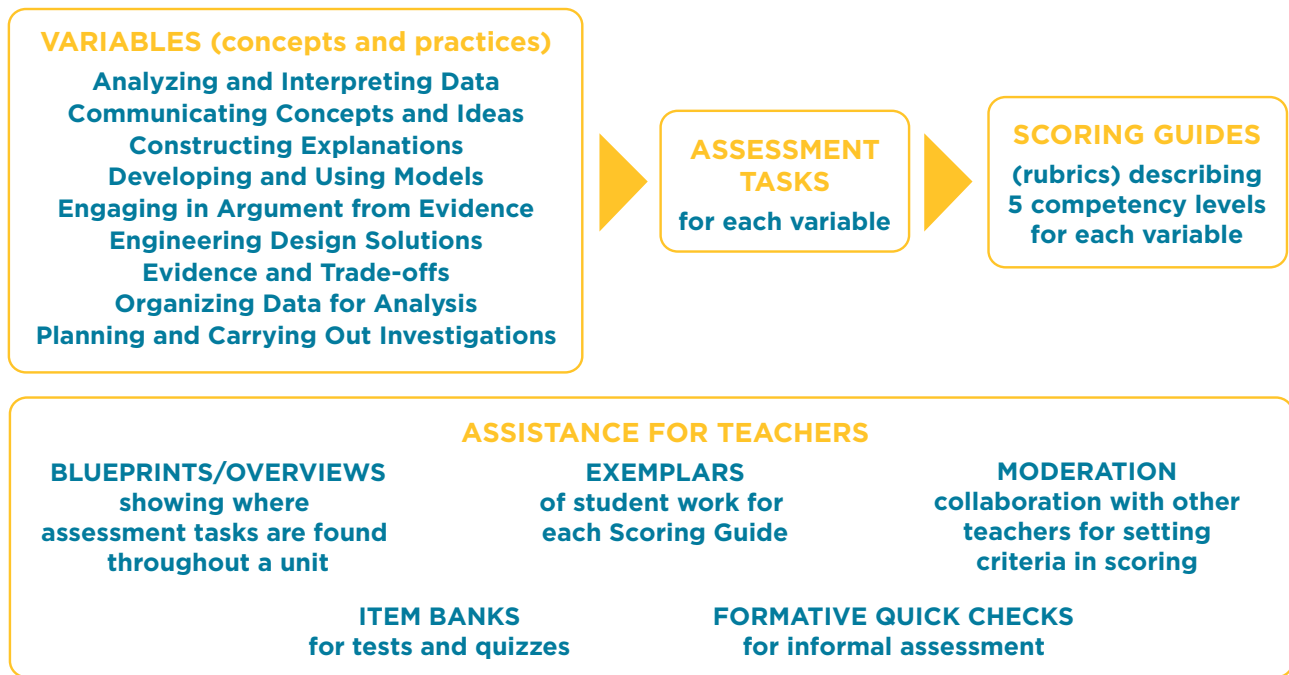 VARIABLES (concepts and practices)
Analyzing and Interpreting Data
Communicating Concepts and Ideas
Constructing Explanations
Developing and Using Models
Engaging in Argument from Evidence
Engineering Design Solutions
Evidence and Trade-offs
Organizing Data for Analysis
Planning and Carrying Out Investigations
ASSESSMENT
TASKS
for each variable
SCORING GUIDES
(rubrics) describing
5 competency levels
for each variable
ASSISTANCE FOR TEACHERS
BLUEPRINTS/OVERVIEWS
showing where
assessment tasks are found
throughout a unit
EXEMPLARS
of student work for
each Scoring Guide
MODERATION
collaboration with other
teachers for setting
criteria in scoring
ITEM BANKS
for tests and quizzes
FORMATIVE QUICK CHECKS
for informal assessment